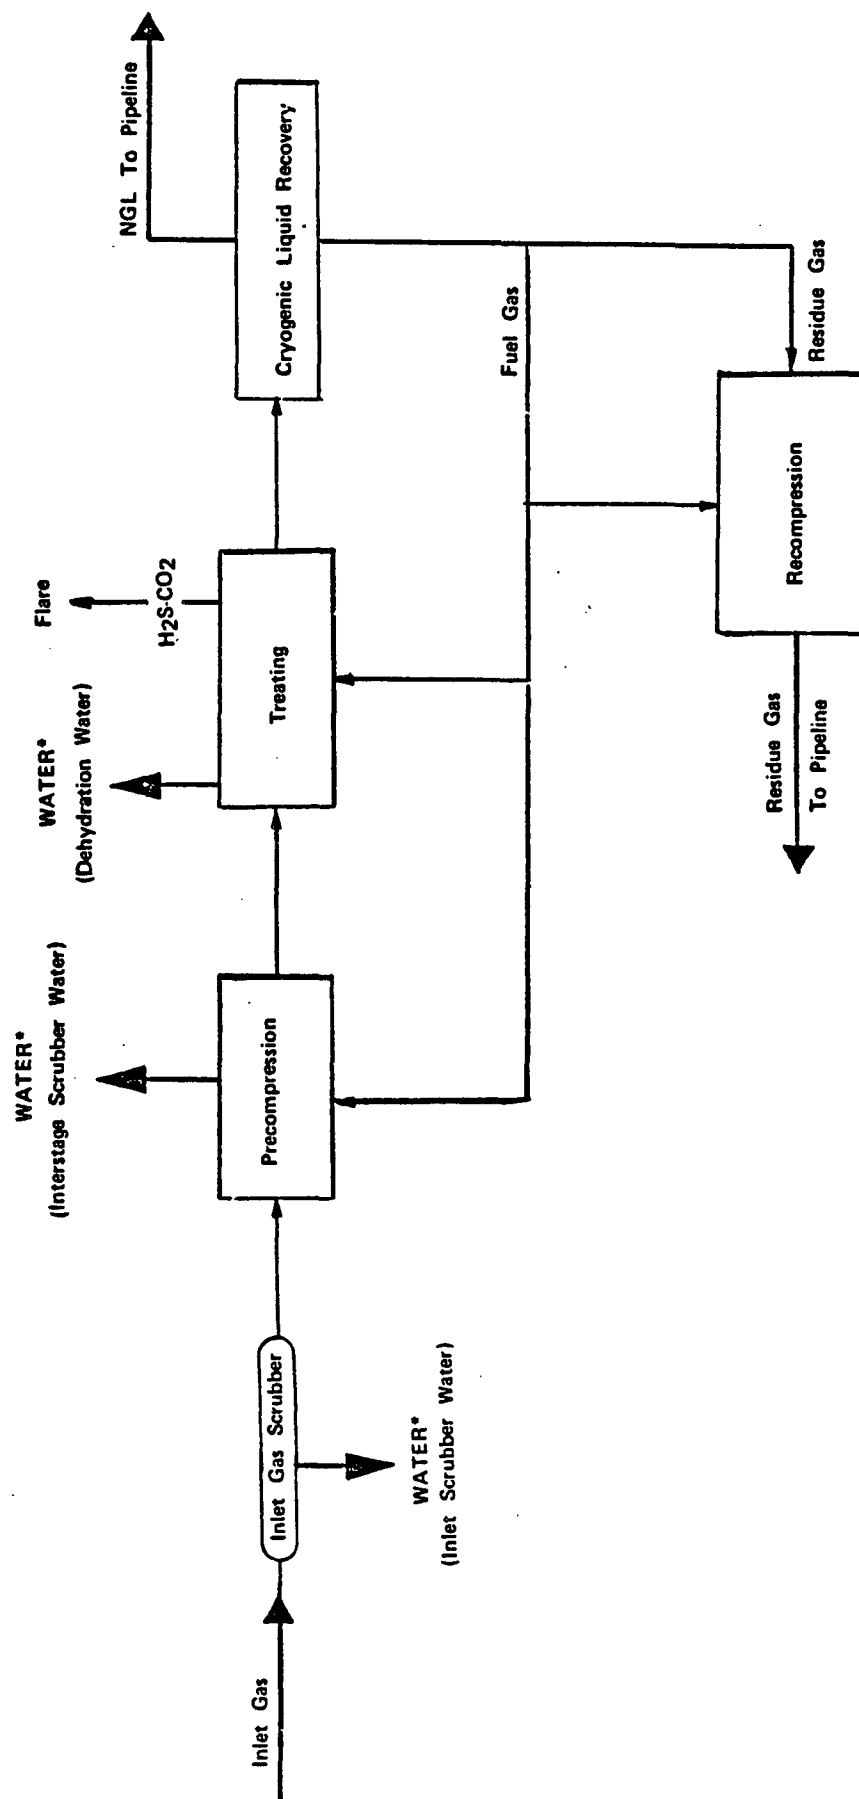 Inlet Gas
Inlet Gas Scrubber
WATER*
(Inlet Scrubber Water)
Precompression
WATER*
(Interstage Scrubber Water)
Treating
WATER*
(Dehydration Water)
H2S·CO2
Flare
Cryogenic Liquid Recovery
NGL To Pipeline
Fuel Gas
Residue Gas
Recompression
Residue Gas
To Pipeline